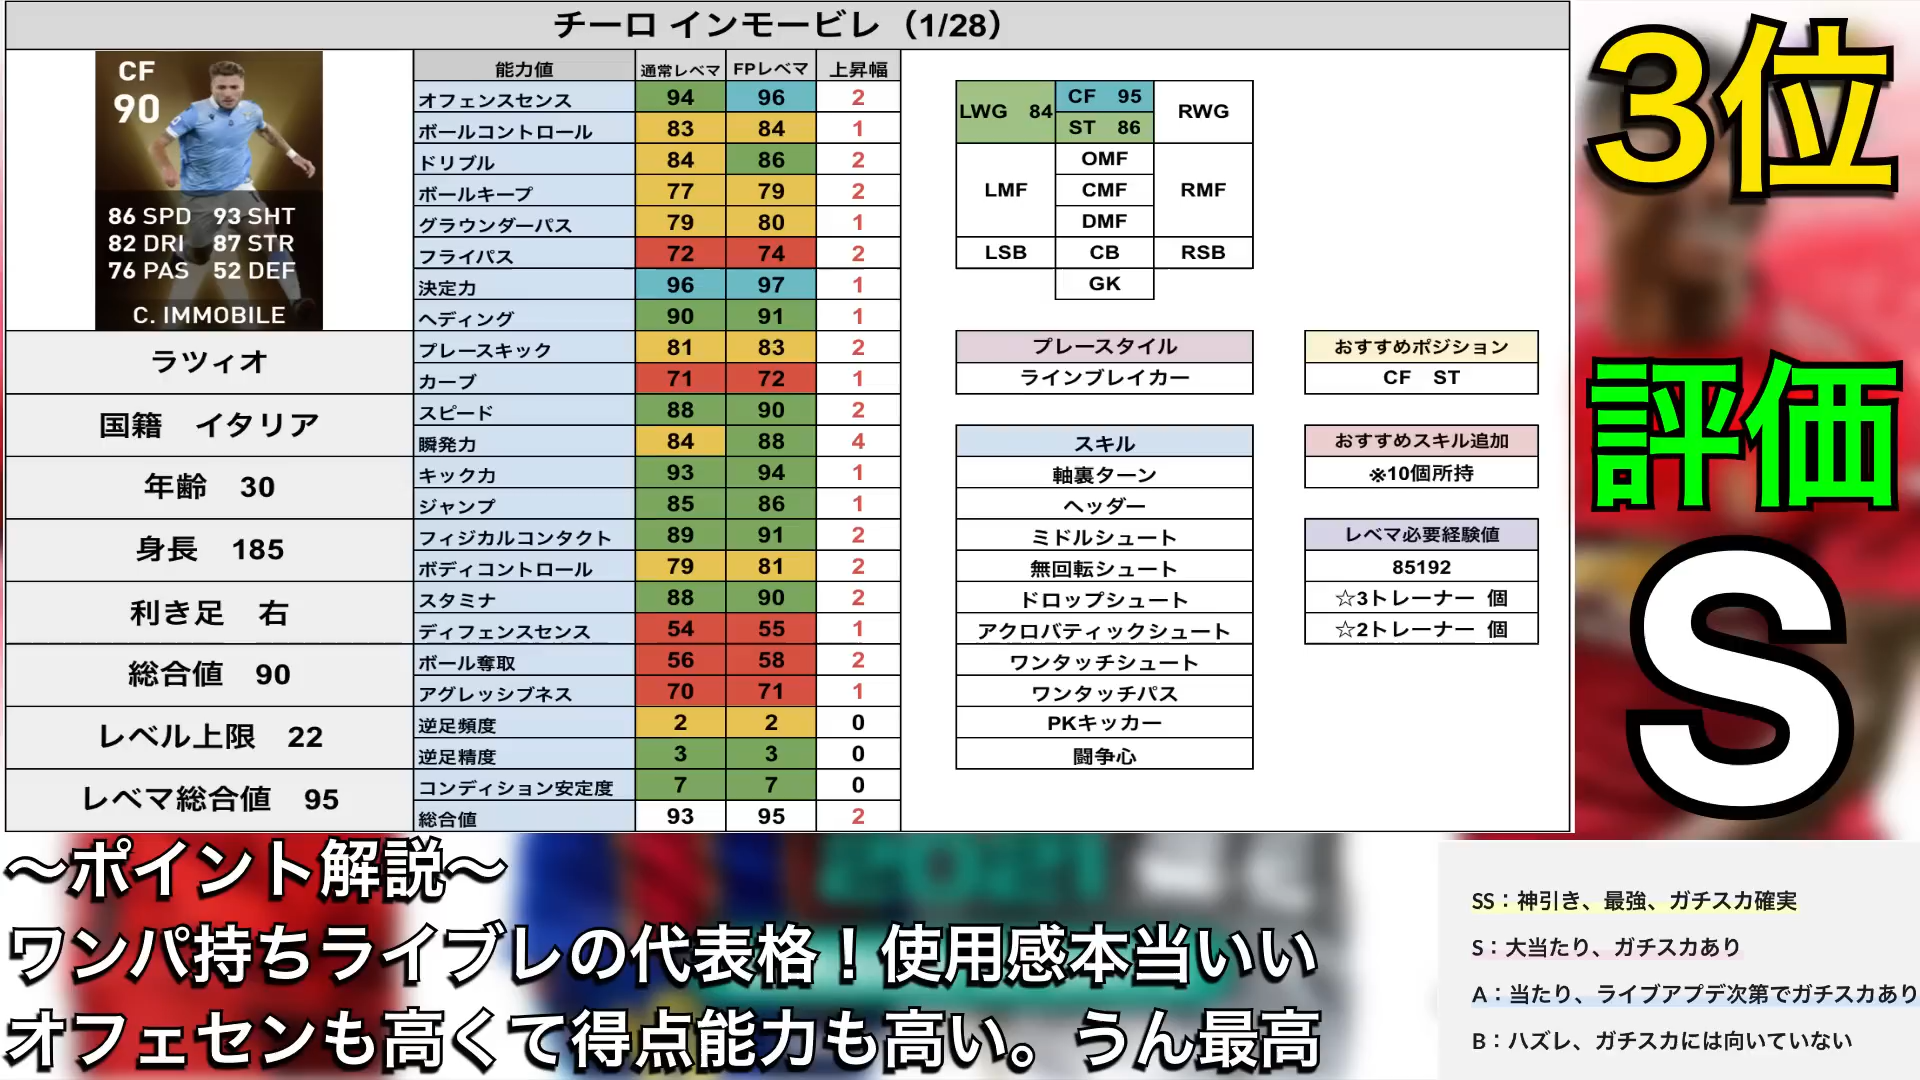 チーロ インモービレ（1/28）
CF
90
86 SPD 93 SHT
82 DRI 87 STR
76 PAS 52 DEF
C. IMMOBILE
ラツィオ
国籍 イタリア
年齢 30
身長 185
利き足 右
総合値 90
レベル上限 22
レベマ総合値 95
能力値 通常レベマ FPレベマ 上昇幅
オフェンスセンス 94 96 2
ボールコントロール 83 84 1
ドリブル 84 86 2
ボールキープ 77 79 2
グラウンダーパス 79 80 1
フライパス 72 74 2
決定力 96 97 1
ヘディング 90 91 1
プレースキック 81 83 2
カーブ 71 72 1
スピード 88 90 2
瞬発力 84 88 4
キック力 93 94 1
ジャンプ 85 86 1
フィジカルコンタクト 89 91 2
ボディコントロール 79 81 2
スタミナ 88 90 2
ディフェンスセンス 54 55 1
ボール奪取 56 58 2
アグレッシブネス 70 71 1
逆足頻度 2 2 0
逆足精度 3 3 0
コンディション安定度 7 7 0
総合値 93 95 2
LWG 84 CF 95 RWG
ST 86
OMF
LMF CMF RMF
DMF
LSB CB RSB
GK
プレースタイル
ラインブレイカー
スキル
軸裏ターン
ヘッダー
ミドルシュート
無回転シュート
ドロップシュート
アクロバティックシュート
ワンタッチシュート
ワンタッチパス
PKキッカー
闘争心
おすすめポジション
CF ST
おすすめスキル追加
※10個所持
レベマ必要経験値
85192
☆3トレーナー 個
☆2トレーナー 個
3位
評価
S
2021
〜ポイント解説〜
ワンパ持ちライブレの代表格！使用感本当いい
オフェセンも高くて得点能力も高い。うん最高
SS：神引き、最強、ガチスカ確実
S：大当たり、ガチスカあり
A：当たり、ライブアプデ次第でガチスカあり
B：ハズレ、ガチスカには向いていない